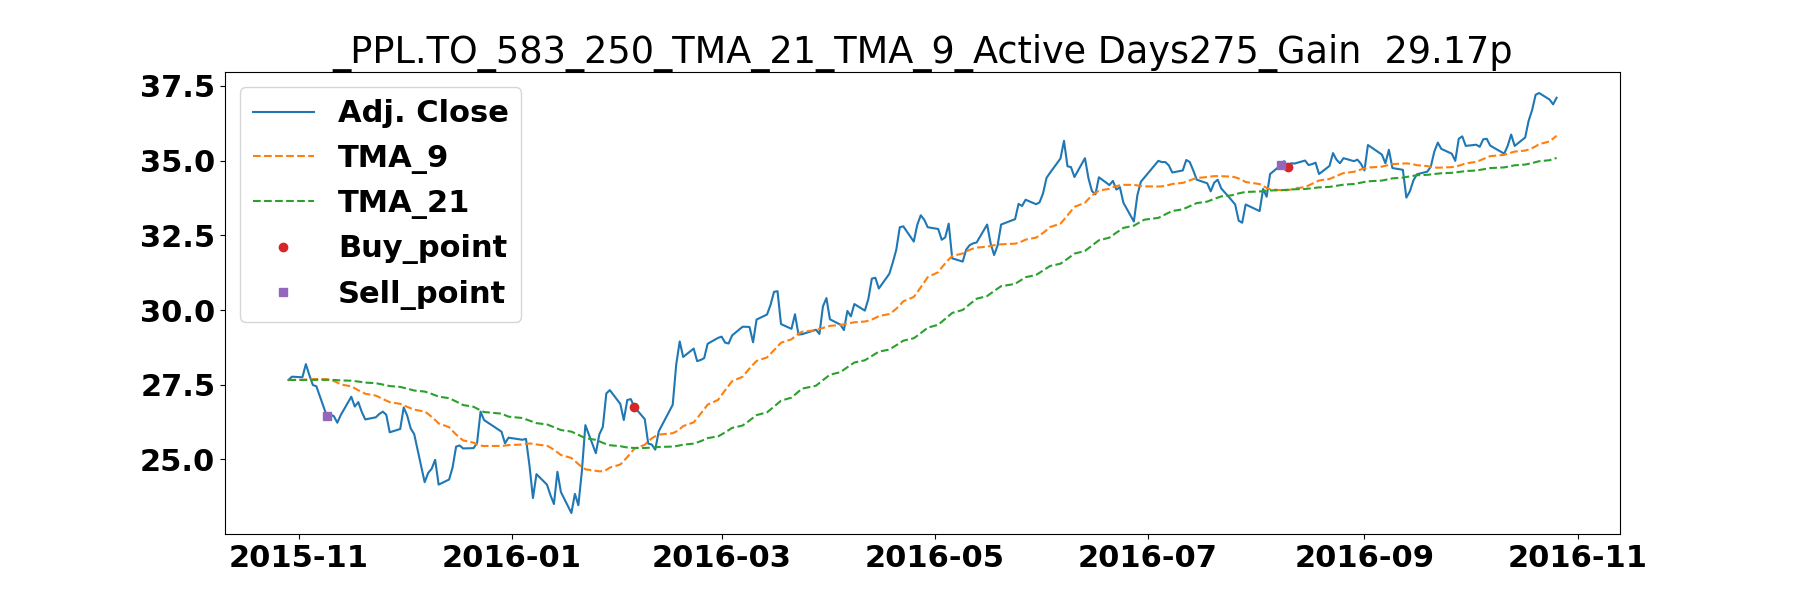 _PPL.TO_583_250_TMA_21_TMA_9_Active Days275_Gain  29.17p
37.5
35.0
32.5
30.0
27.5
25.0
Adj. Close
TMA_9
TMA_21
Buy_point
Sell_point
2015-11 2016-01 2016-03 2016-05 2016-07 2016-09 2016-11